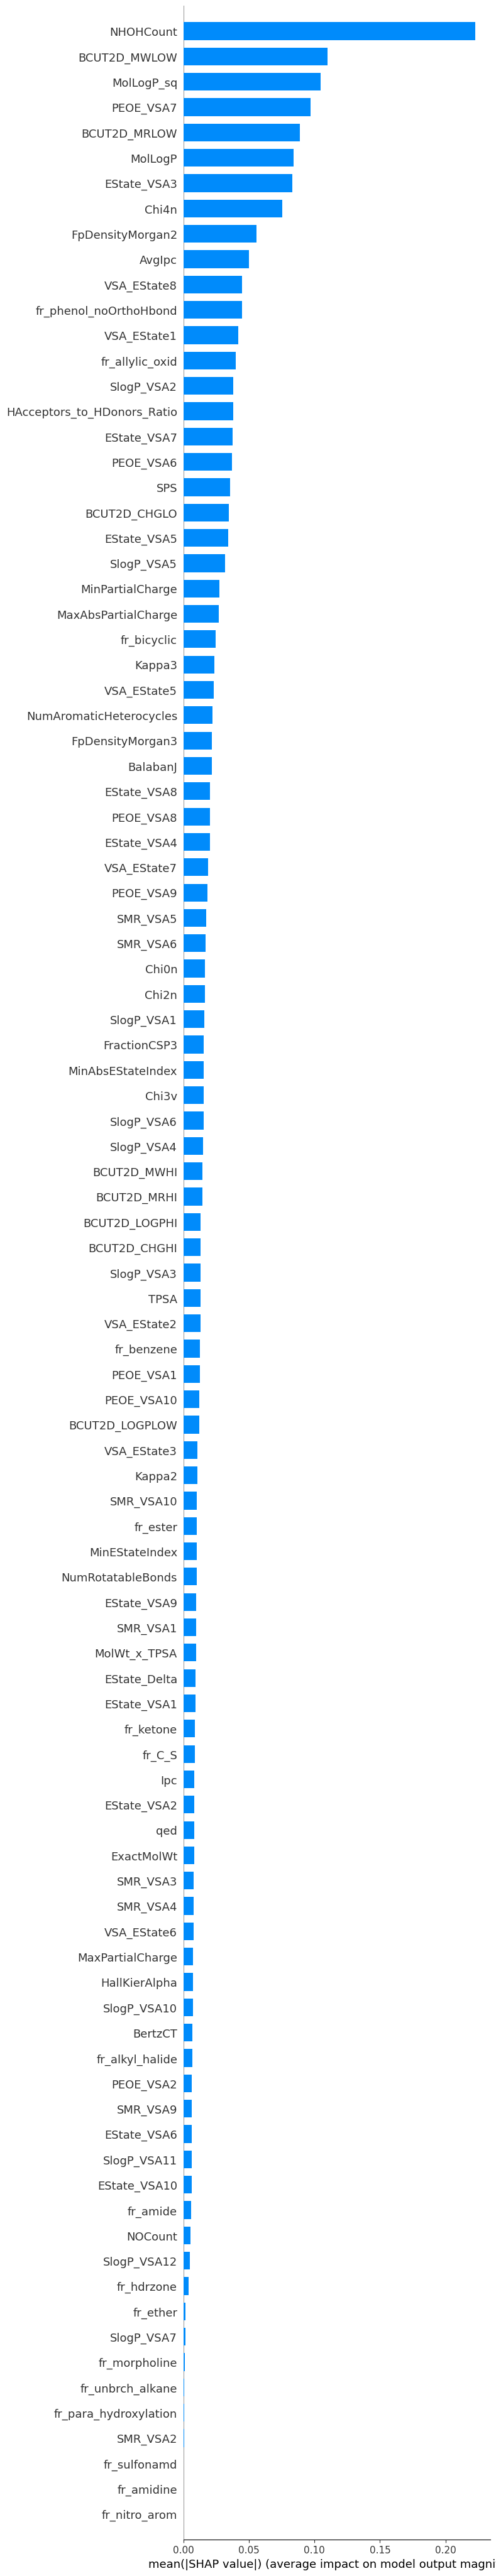 NHOHCount
BCUT2D_MWLOW
MolLogP_sq
PEOE_VSA7
BCUT2D_MRLOW
MolLogP
EState_VSA3
Chi4n
FpDensityMorgan2
AvgIpc
VSA_EState8
fr_phenol_noOrthoHbond
VSA_EState1
fr_allylic_oxid
SlogP_VSA2
HAcceptors_to_HDonors_Ratio
EState_VSA7
PEOE_VSA6
SPS
BCUT2D_CHGLO
EState_VSA5
SlogP_VSA5
MinPartialCharge
MaxAbsPartialCharge
fr_bicyclic
Kappa3
VSA_EState5
NumAromaticHeterocycles
FpDensityMorgan3
BalabanJ
EState_VSA8
PEOE_VSA8
EState_VSA4
VSA_EState7
PEOE_VSA9
SMR_VSA5
SMR_VSA6
Chi0n
Chi2n
SlogP_VSA1
FractionCSP3
MinAbsEStateIndex
Chi3v
SlogP_VSA6
SlogP_VSA4
BCUT2D_MWHI
BCUT2D_MRHI
BCUT2D_LOGPHI
BCUT2D_CHGHI
SlogP_VSA3
TPSA
VSA_EState2
fr_benzene
PEOE_VSA1
PEOE_VSA10
BCUT2D_LOGPLOW
VSA_EState3
Kappa2
SMR_VSA10
fr_ester
MinEStateIndex
NumRotatableBonds
EState_VSA9
SMR_VSA1
MolWt_x_TPSA
EState_Delta
EState_VSA1
fr_ketone
fr_C_S
Ipc
EState_VSA2
qed
ExactMolWt
SMR_VSA3
SMR_VSA4
VSA_EState6
MaxPartialCharge
HallKierAlpha
SlogP_VSA10
BertzCT
fr_alkyl_halide
PEOE_VSA2
SMR_VSA9
EState_VSA6
SlogP_VSA11
EState_VSA10
fr_amide
NOCount
SlogP_VSA12
fr_hdrzone
fr_ether
SlogP_VSA7
fr_morpholine
fr_unbrch_alkane
fr_para_hydroxylation
SMR_VSA2
fr_sulfonamd
fr_amidine
fr_nitro_arom
0.00 0.05 0.10 0.15 0.20
mean(|SHAP value|) (average impact on model output magni